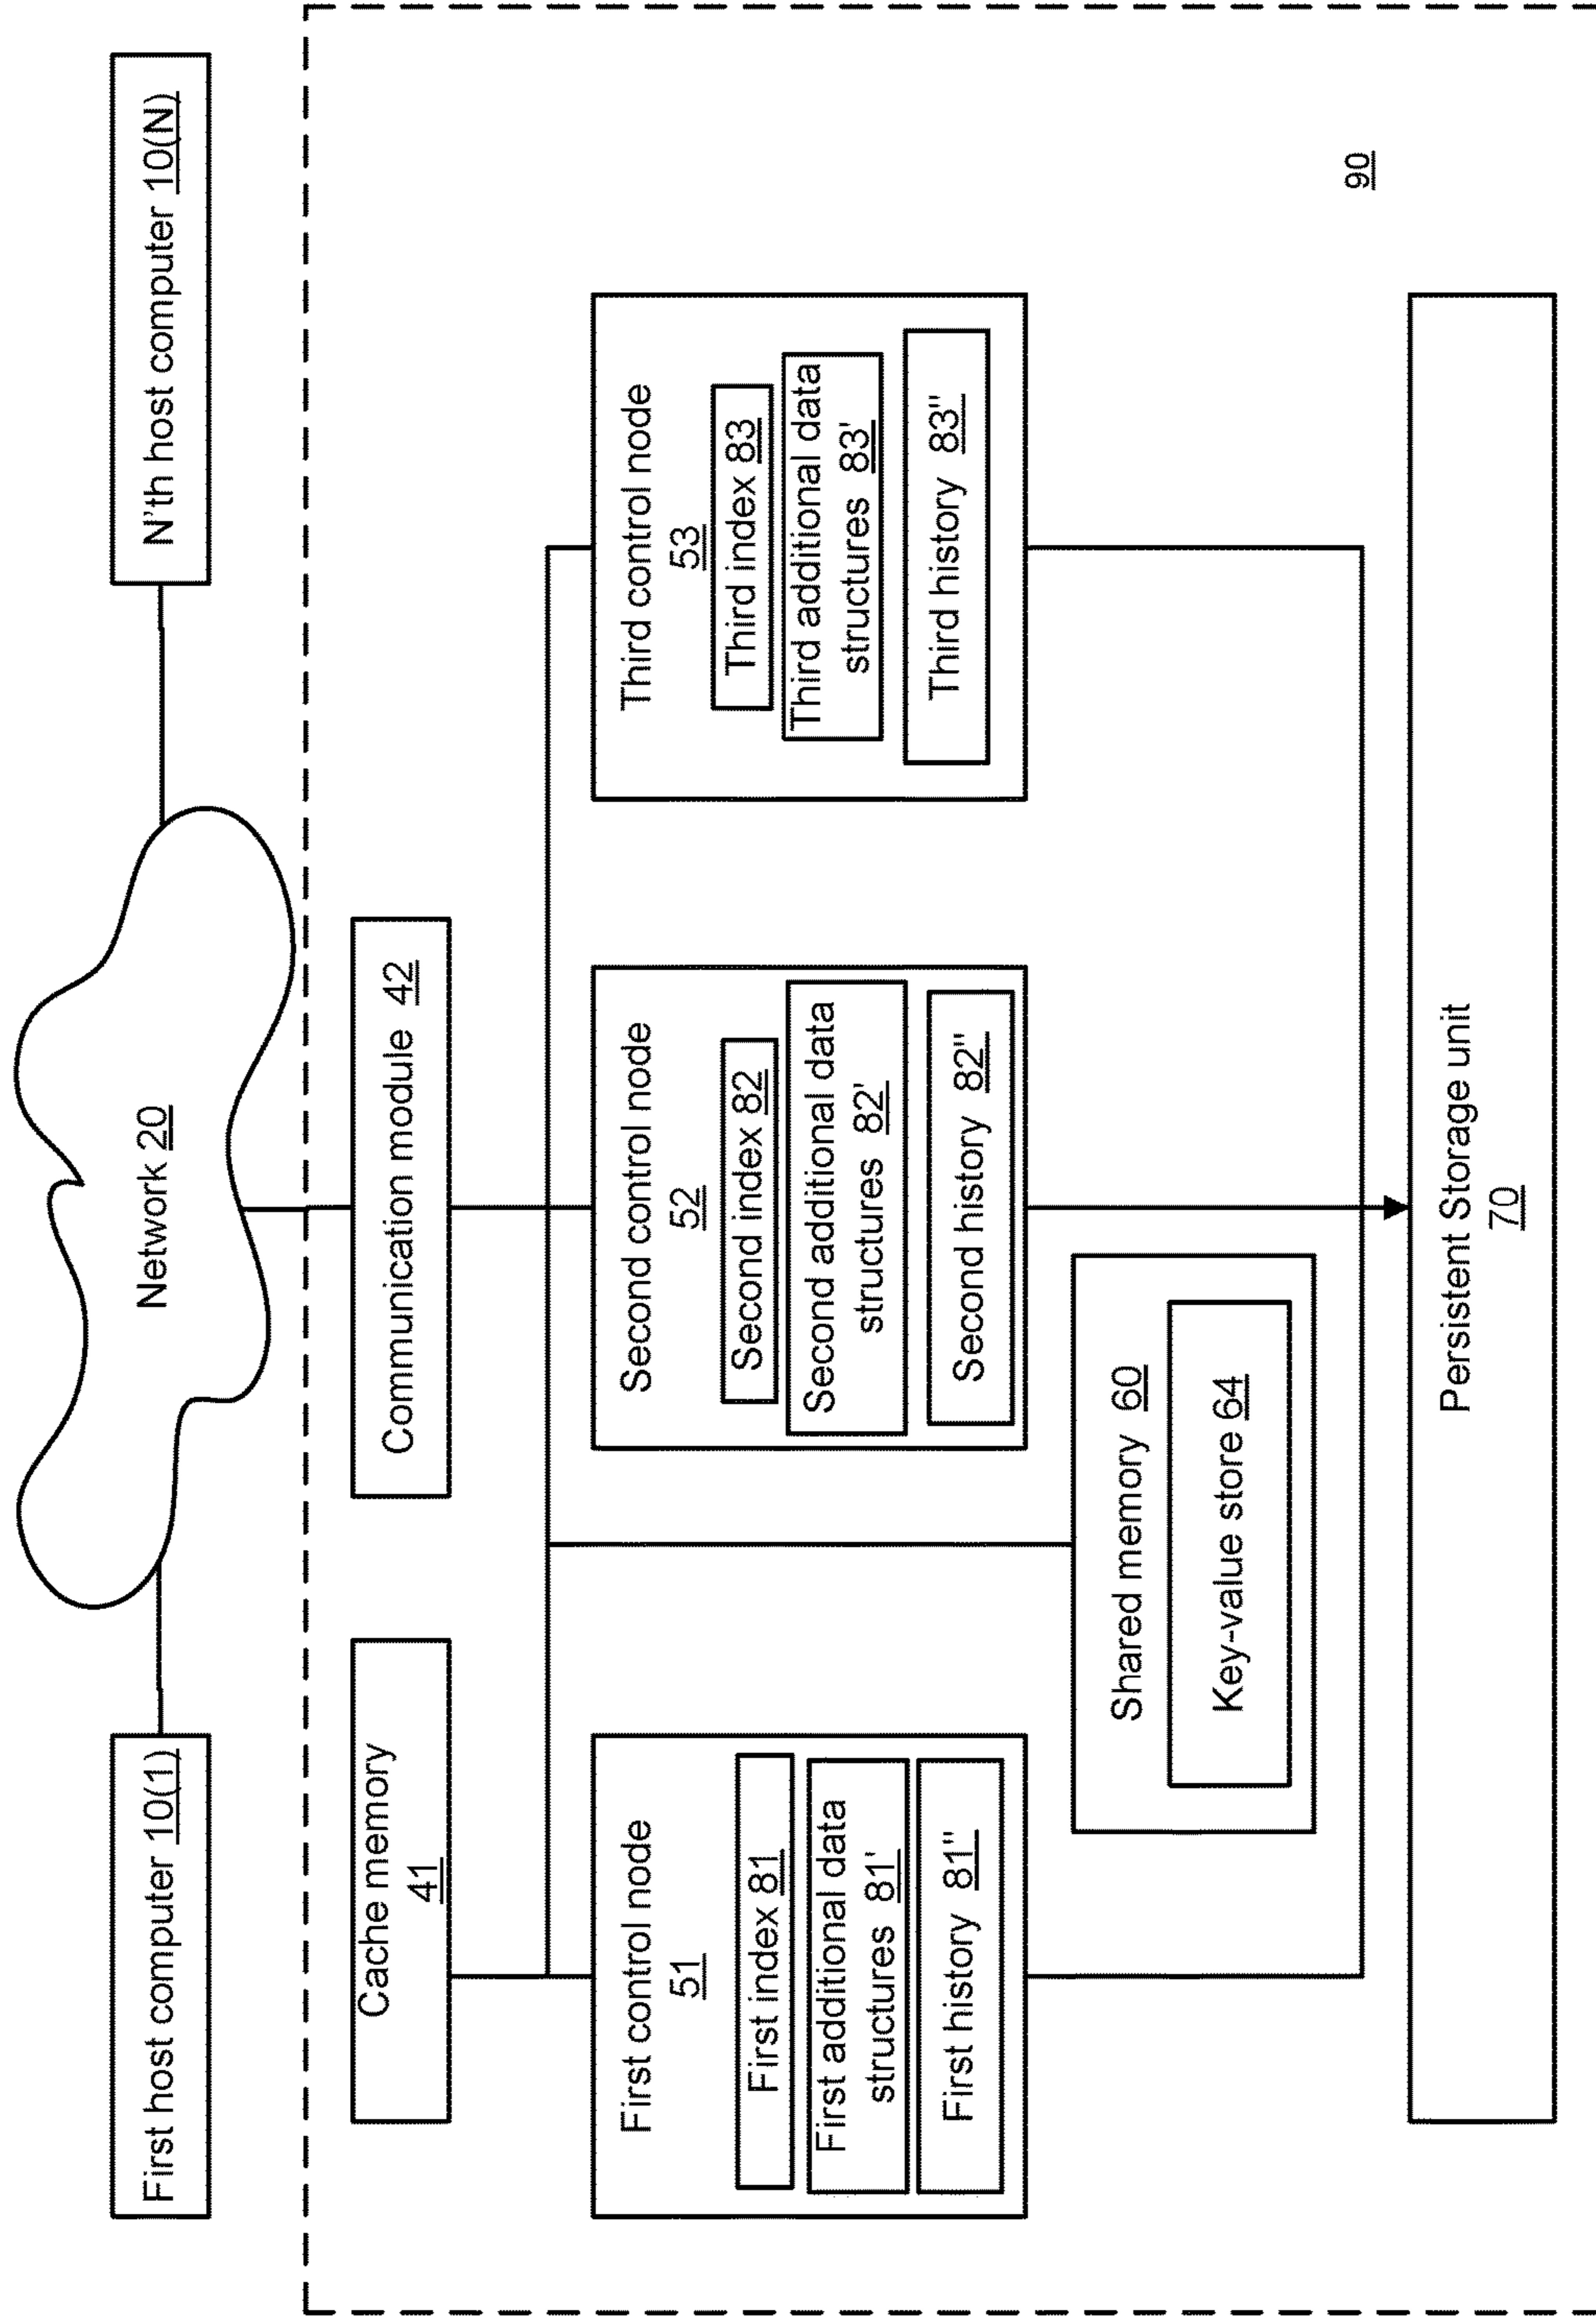 First host computer 10(1)
Network 20
N'th host computer 10(N)
Cache memory
41
Communication module 42
First control node
51
First index 81
First additional data
structures 81'
First history 81"
Second control node
52
Second index 82
Second additional data
structures 82'
Second history 82"
Third control node
53
Third index 83
Third additional data
structures 83'
Third history 83"
Shared memory 60
Key-value store 64
90
Persistent Storage unit
70